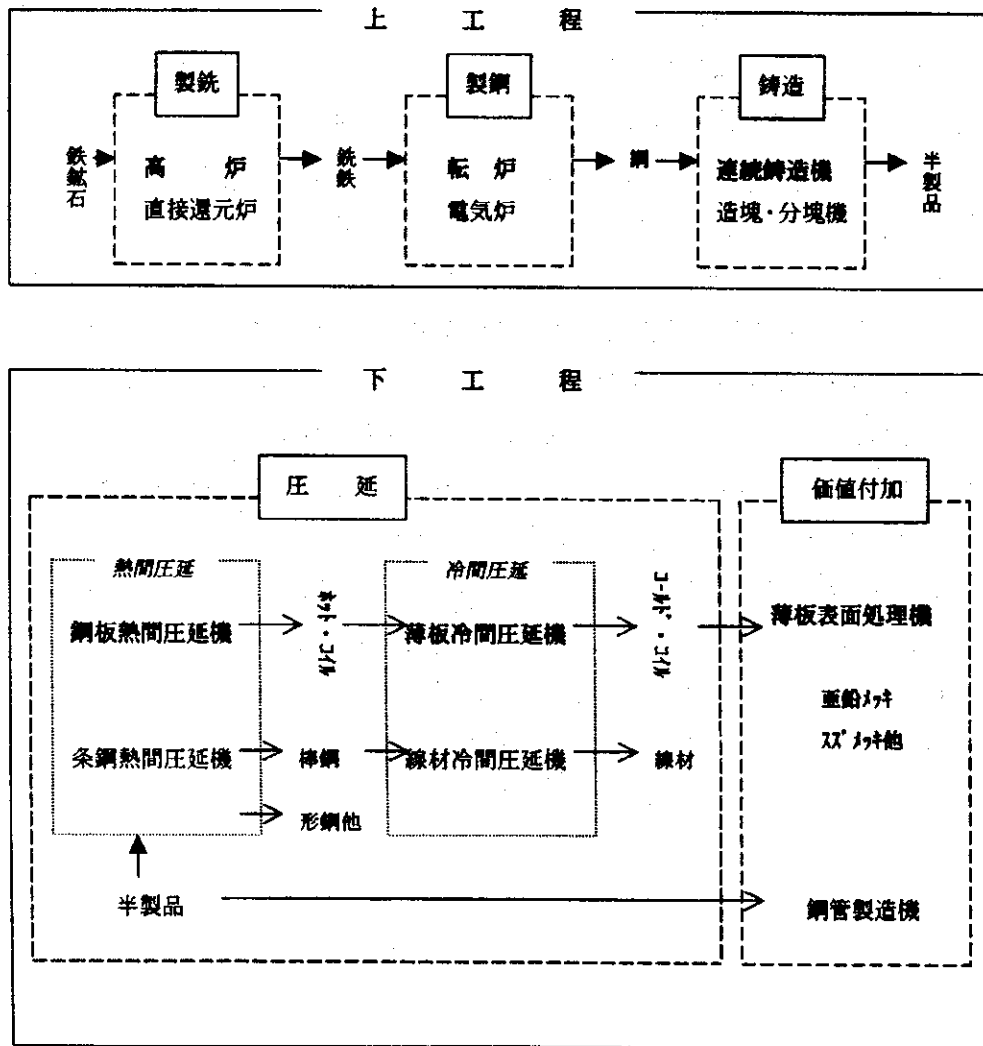 上工程
製銑
製鋼
鋳造
鉄鉱石
高炉
直接還元炉
銑鉄
転炉
電気炉
鋼
連続鋳造機
造塊・分塊機
半製品
下工程
圧延
価値付加
熱間圧延
冷間圧延
鋼板熱間圧延機
ホット・コイル
薄板冷間圧延機
コールド・コイル
薄板表面処理機
亜鉛メッキ
スズメッキ他
条鋼熱間圧延機
棒鋼
線材冷間圧延機
線材
形鋼他
半製品
鋼管製造機